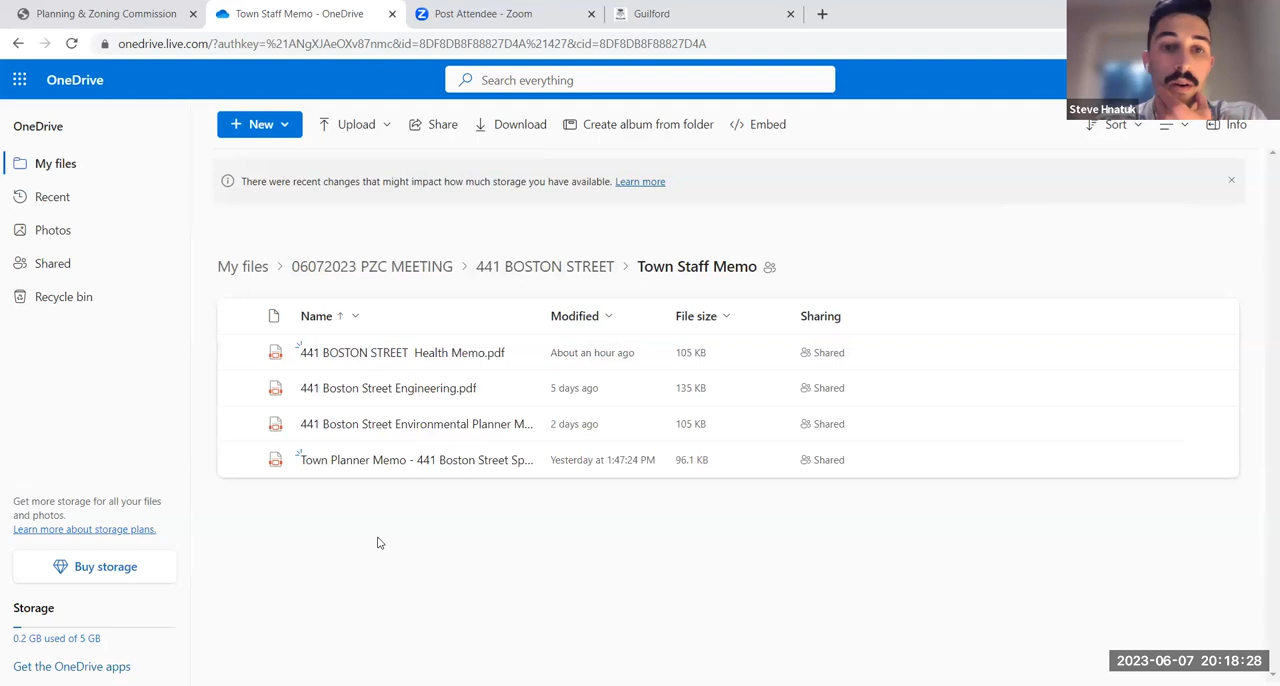 Planning & Zoning Commission
Town Staff Memo - OneDrive
Post Attendee - Zoom
Guilford
onedrive.live.com/?authkey=%21ANgXJAeOXv87nmc&id=8DF8DB8F88827D4A%21427&cid=8DF8DB8F88827D4A
OneDrive
Search everything
Steve Hnatuk
OneDrive
New
Upload
Share
Download
Create album from folder
Embed
Sort
Info
My files
There were recent changes that might impact how much storage you have available. Learn more
Recent
Photos
Shared
Recycle bin
My files > 06072023 PZC MEETING > 441 BOSTON STREET > Town Staff Memo
Name Modified File size Sharing
441 BOSTON STREET Health Memo.pdf About an hour ago 105 KB Shared
441 Boston Street Engineering.pdf 5 days ago 135 KB Shared
441 Boston Street Environmental Planner M... 2 days ago 105 KB Shared
Town Planner Memo - 441 Boston Street Sp... Yesterday at 1:47:24 PM 96.1 KB Shared
Get more storage for all your files
and photos.
Learn more about storage plans.
Buy storage
Storage
0.2 GB used of 5 GB
Get the OneDrive apps
2023-06-07 20:18:28